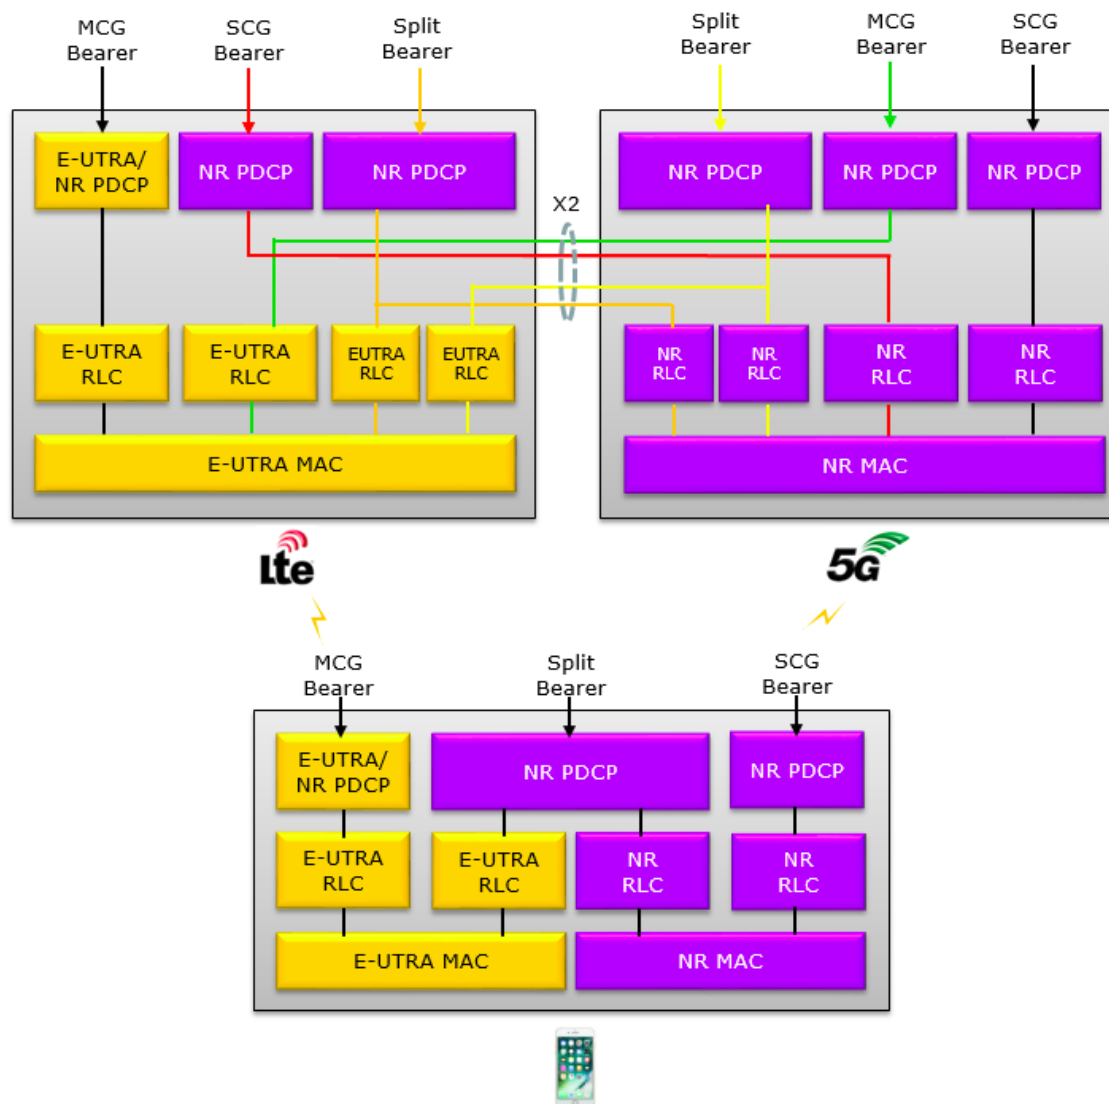 MCG
Bearer
SCG
Bearer
Split
Bearer
Split
Bearer
MCG
Bearer
SCG
Bearer
E-UTRA/
NR PDCP
NR PDCP
NR PDCP
X2
NR PDCP
NR PDCP
NR PDCP
E-UTRA
RLC
E-UTRA
RLC
EUTRA
RLC
EUTRA
RLC
NR
RLC
NR
RLC
NR
RLC
NR
RLC
E-UTRA MAC
NR MAC
Lte
5G
MCG
Bearer
Split
Bearer
SCG
Bearer
E-UTRA/
NR PDCP
NR PDCP
NR PDCP
E-UTRA
RLC
E-UTRA
RLC
NR
RLC
NR
RLC
E-UTRA MAC
NR MAC